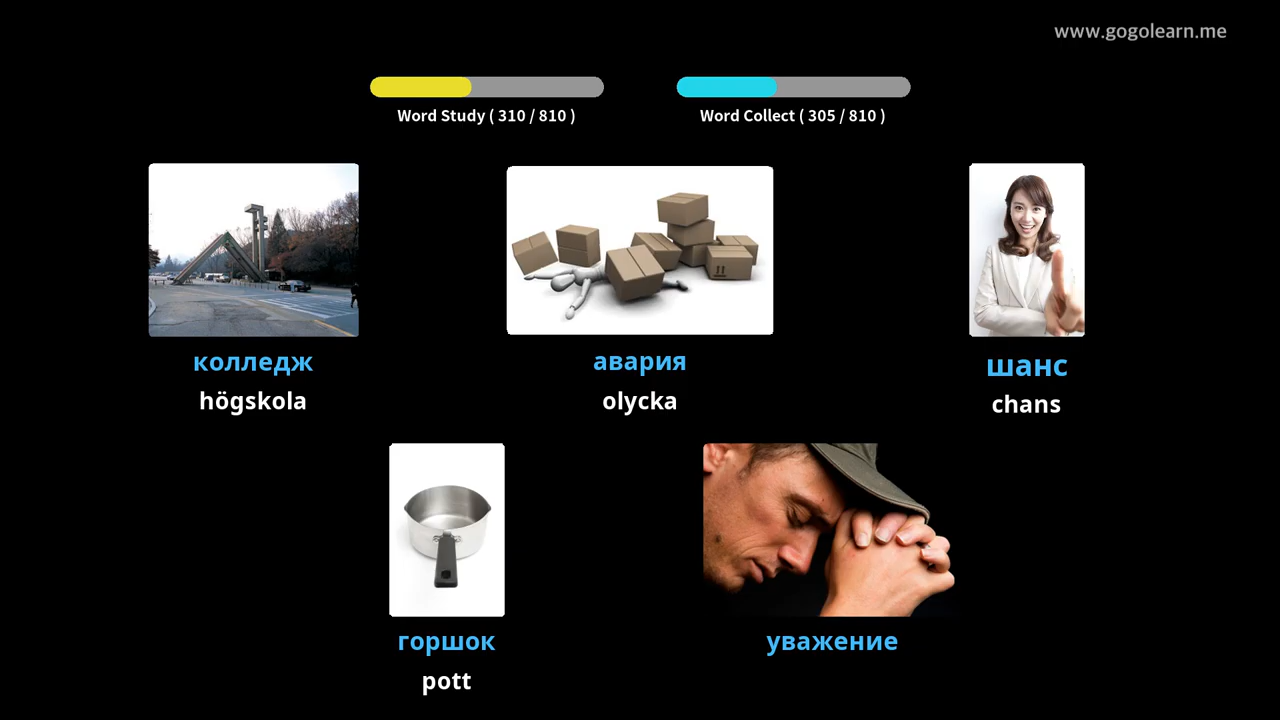 www.gogolearn.me
Word Study ( 310 / 810 )
Word Collect ( 305 / 810 )
колледж
högskola
авария
olycka
шанс
chans
горшок
pott
уважение